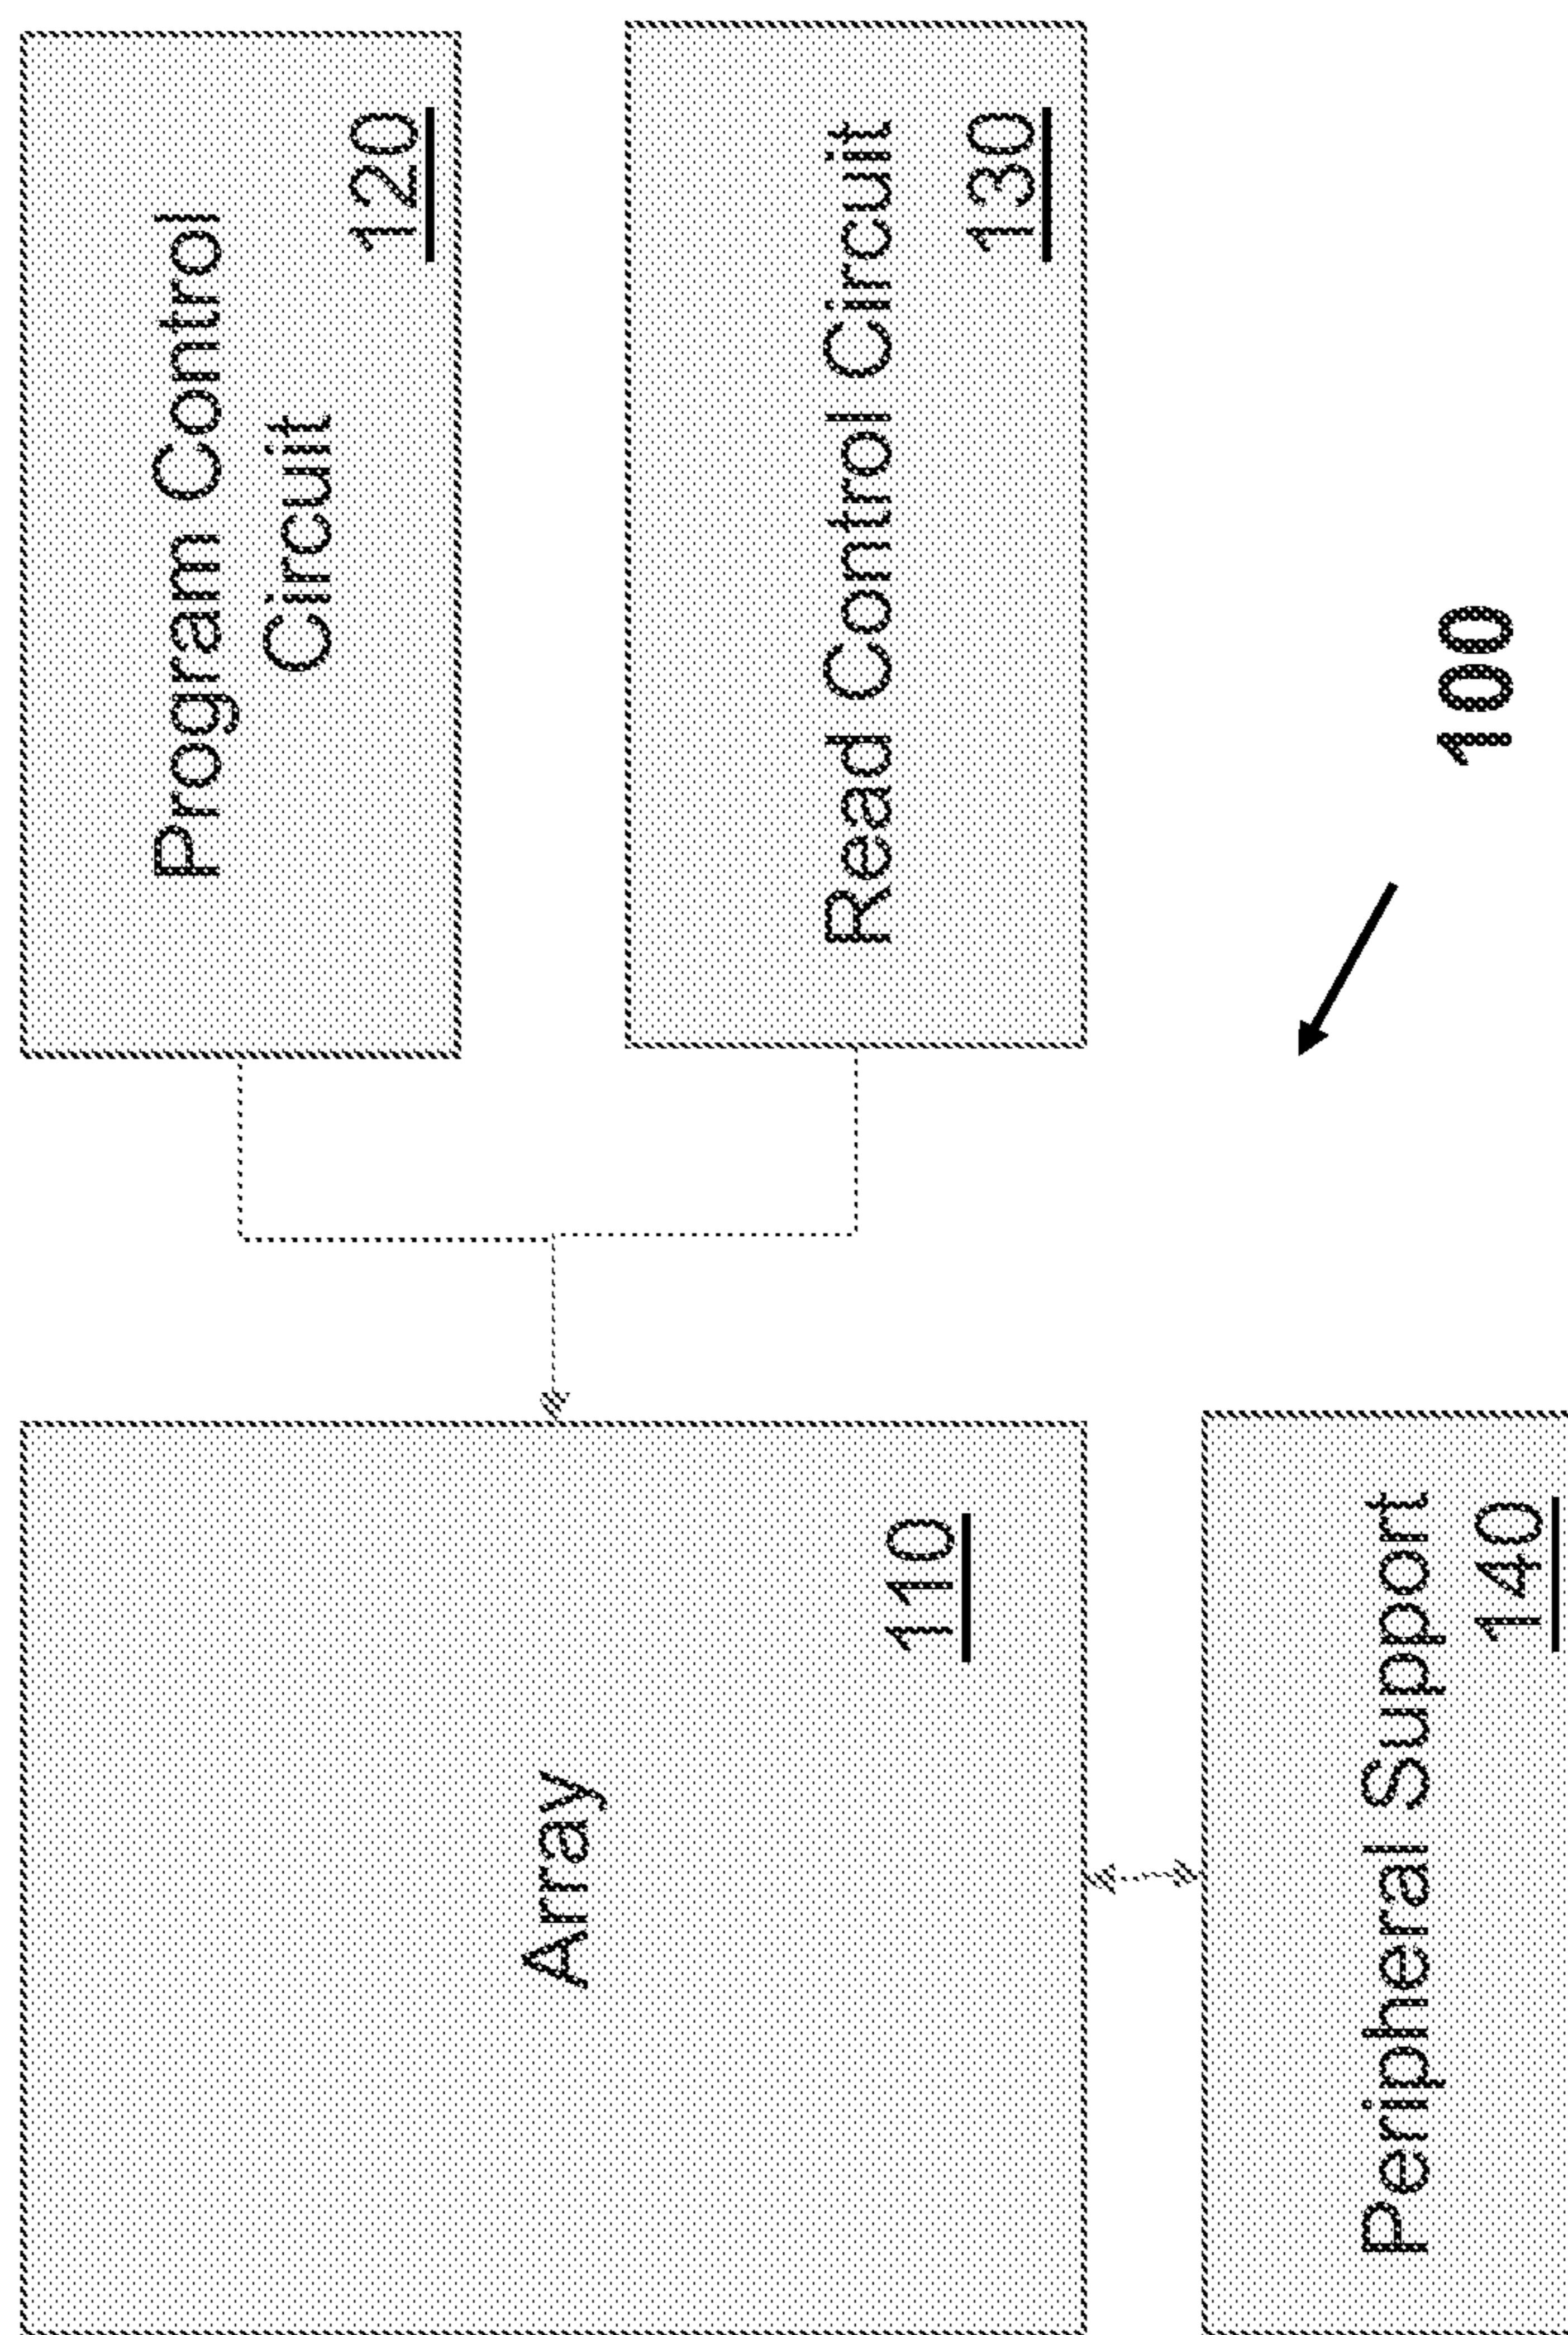 Array
110
Program Control
Circuit
120
Read Control Circuit
130
Peripheral Support
140
100